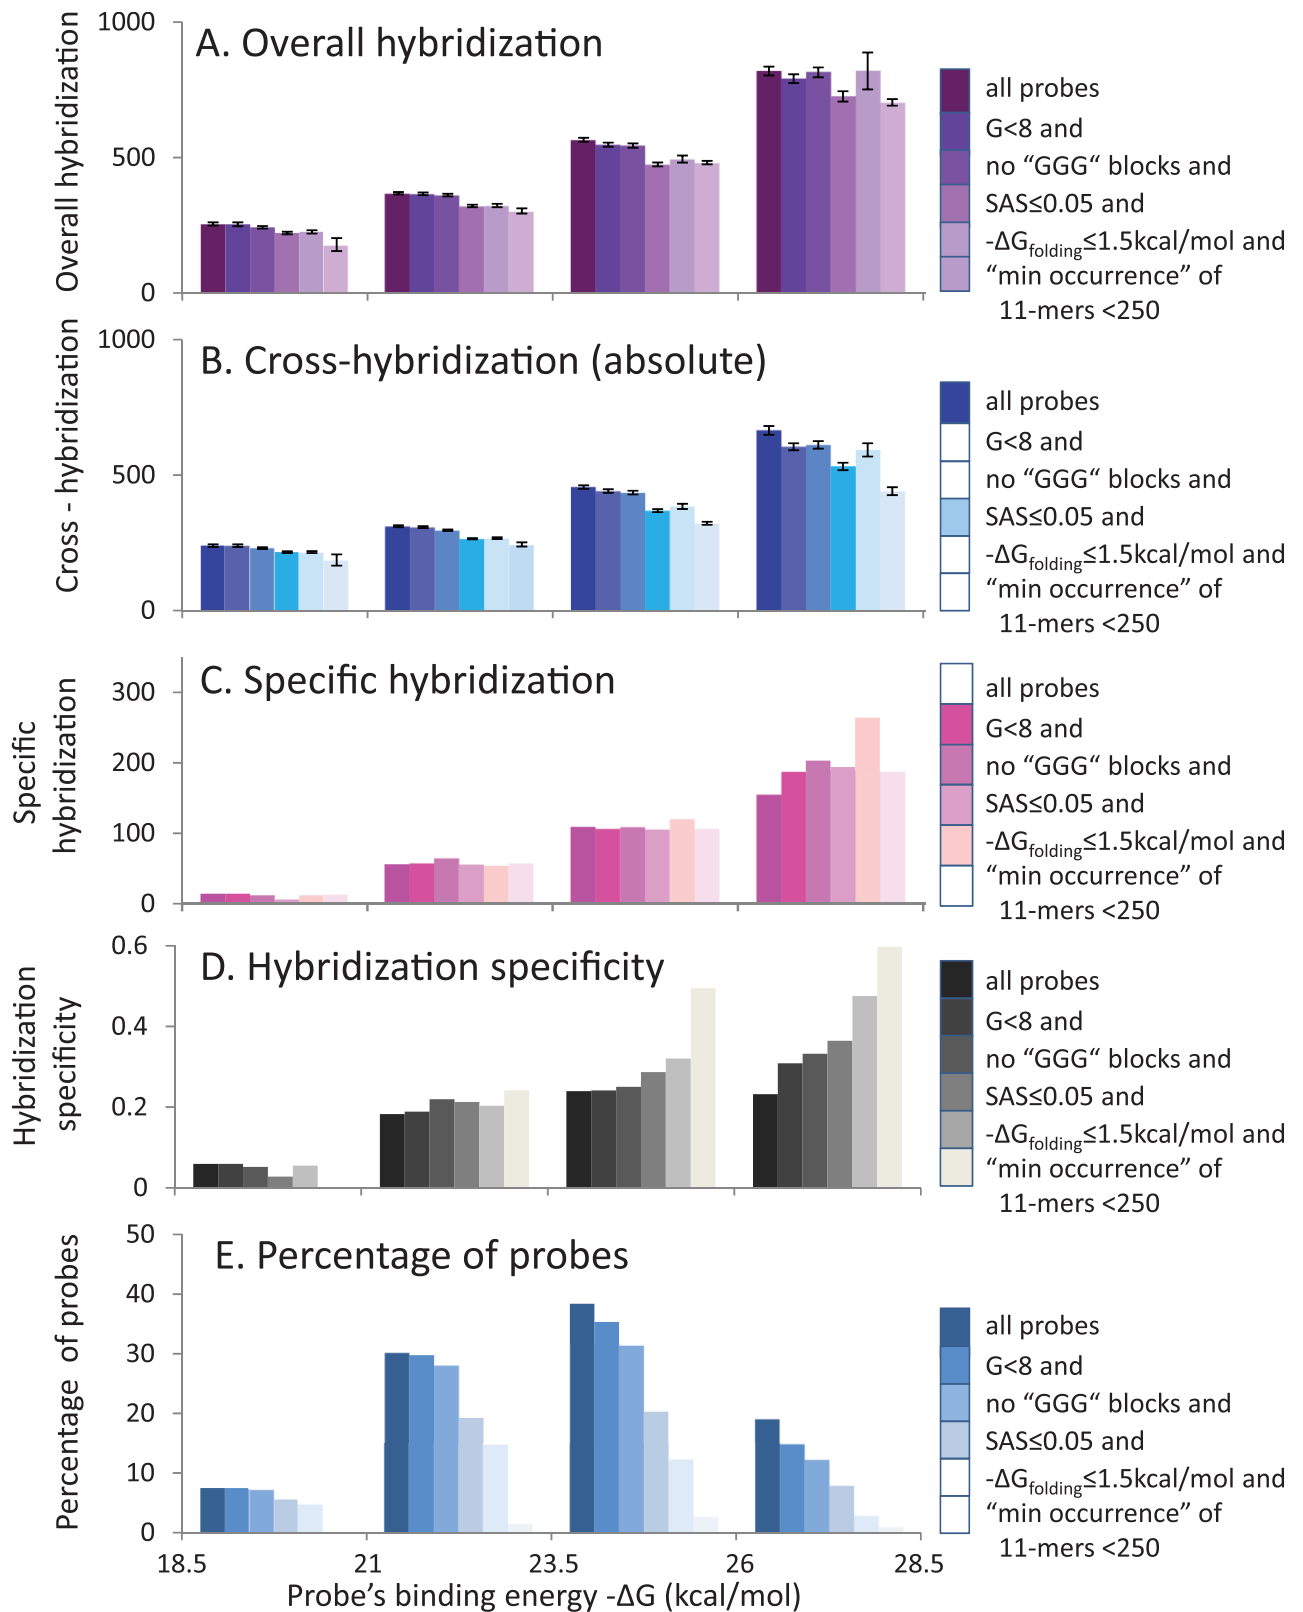 A. Overall hybridization
Overall hybridization
1000
500
0
all probes
G<8 and
no “GGG“ blocks and
SAS≤0.05 and
-ΔGfolding≤1.5kcal/mol and
“min occurrence” of
11-mers <250
B. Cross-hybridization (absolute)
Cross - hybridization
1000
500
0
all probes
G<8 and
no “GGG“ blocks and
SAS≤0.05 and
-ΔGfolding≤1.5kcal/mol and
“min occurrence” of
11-mers <250
C. Specific hybridization
Specific
hybridization
300
200
100
0
all probes
G<8 and
no “GGG“ blocks and
SAS≤0.05 and
-ΔGfolding≤1.5kcal/mol and
“min occurrence” of
11-mers <250
D. Hybridization specificity
Hybridization
specificity
0.6
0.4
0.2
0
all probes
G<8 and
no “GGG“ blocks and
SAS≤0.05 and
-ΔGfolding≤1.5kcal/mol and
“min occurrence” of
11-mers <250
E. Percentage of probes
Percentage of probes
50
40
30
20
10
0
all probes
G<8 and
no “GGG“ blocks and
SAS≤0.05 and
-ΔGfolding≤1.5kcal/mol and
“min occurrence” of
11-mers <250
18.5 21 23.5 26 28.5
Probe’s binding energy -ΔG (kcal/mol)